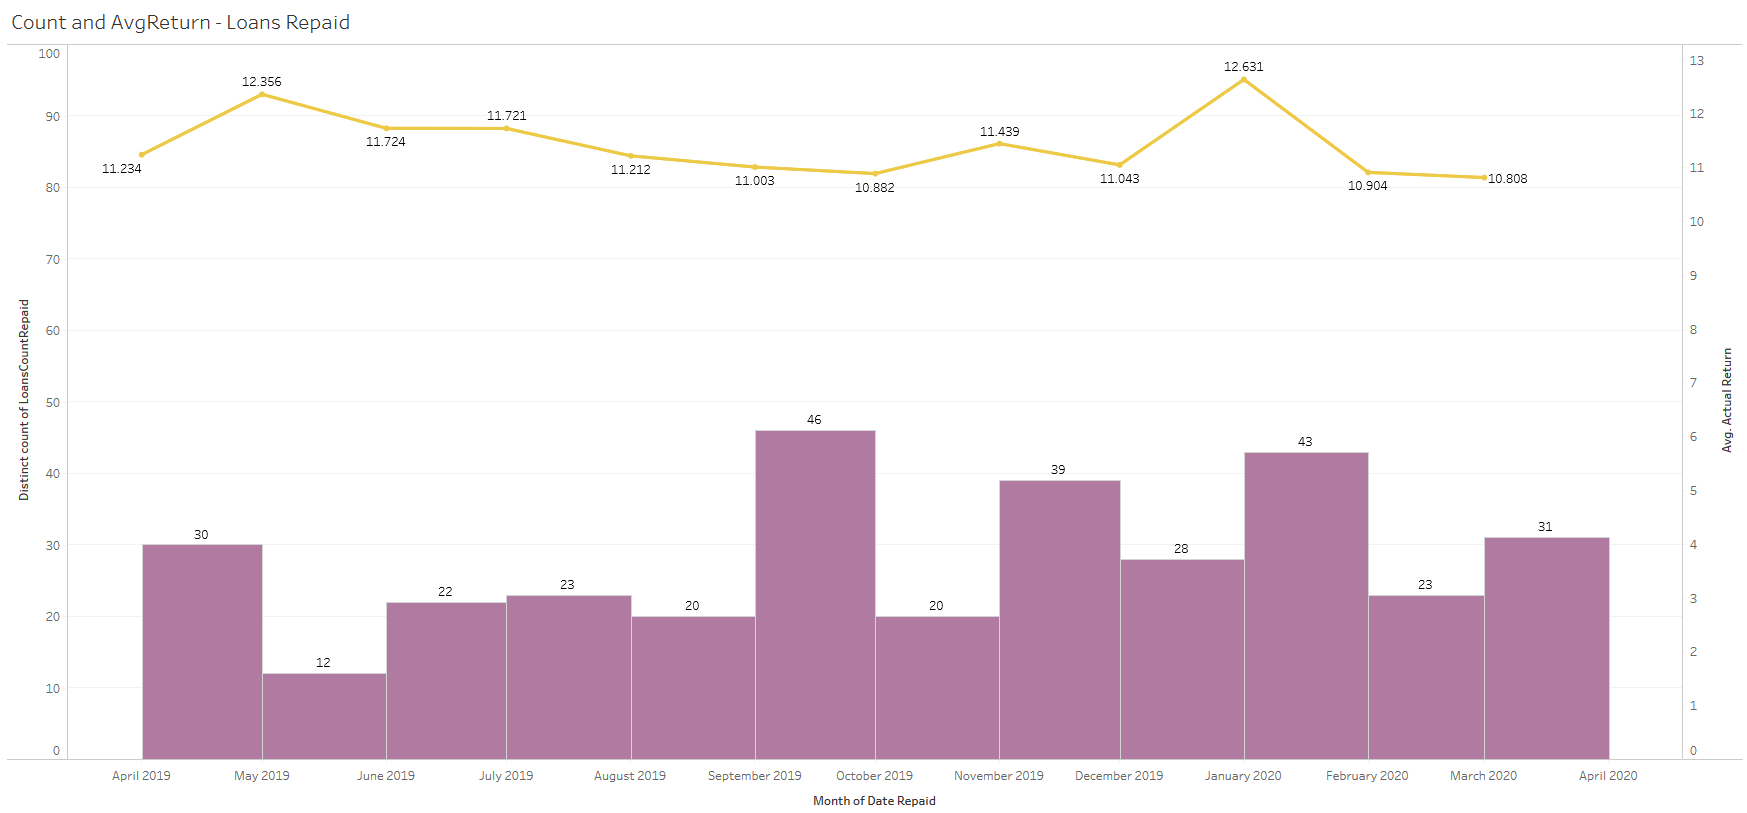 Count and AvgReturn - Loans Repaid
100
90
80
70
60
50
40
30
20
10
0
Distinct count of LoansCountRepaid
13
12
11
10
9
8
7
6
5
4
3
2
1
0
Avg. Actual Return
11.234
12.356
11.724
11.721
11.212
11.003
10.882
11.439
11.043
12.631
10.904
10.808
30
12
22
23
20
46
20
39
28
43
23
31
April 2019
May 2019
June 2019
July 2019
August 2019
September 2019
October 2019
November 2019
December 2019
January 2020
February 2020
March 2020
April 2020
Month of Date Repaid